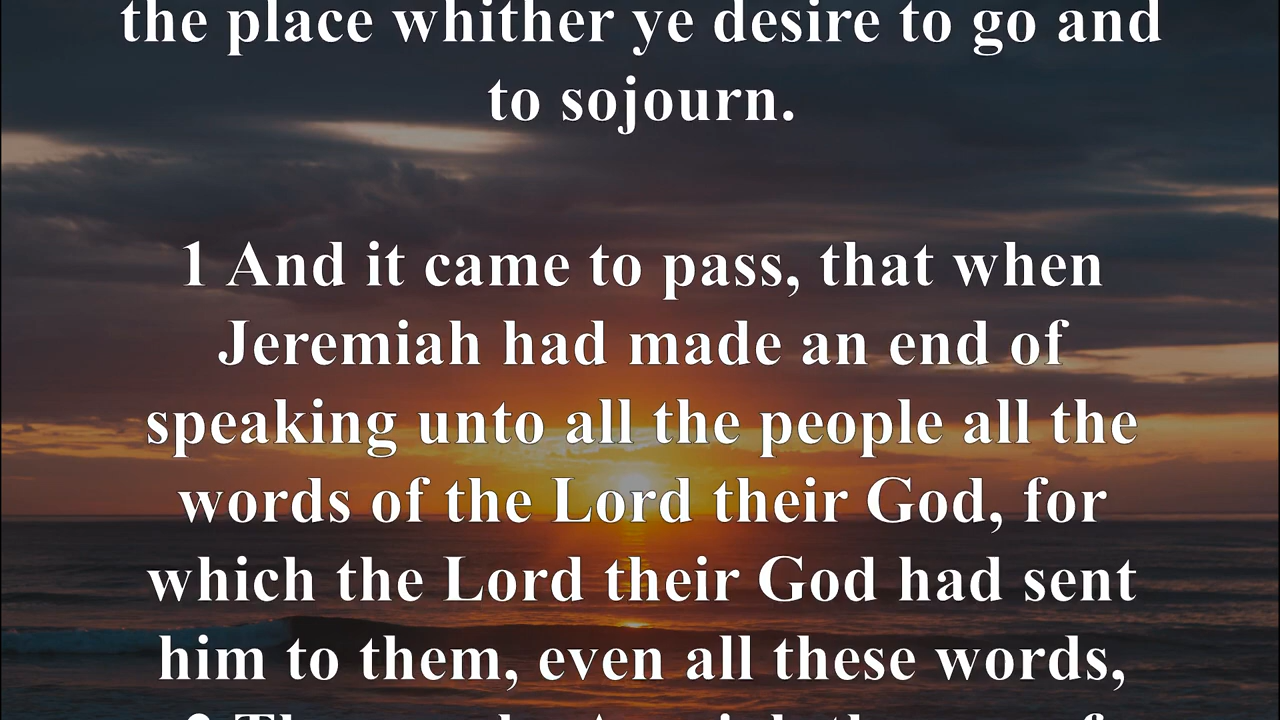 the place whither ye desire to go and
to sojourn.
1 And it came to pass, that when
Jeremiah had made an end of
speaking unto all the people all the
words of the Lord their God, for
which the Lord their God had sent
him to them, even all these words,